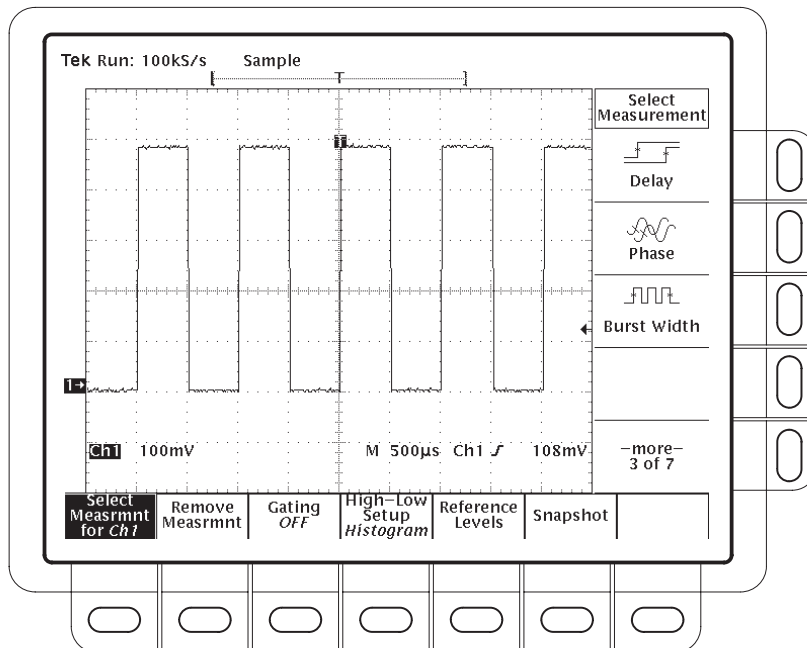 Tek Run: 100kS/s Sample
T
Select
Measurement
T
Delay
Phase
Burst Width
1→
Ch1 100mV M 500µs Ch1 108mV
–more–
3 of 7
Select
Measrmnt
for Ch1
Remove
Measrmnt
Gating
OFF
High–Low
Setup
Histogram
Reference
Levels
Snapshot